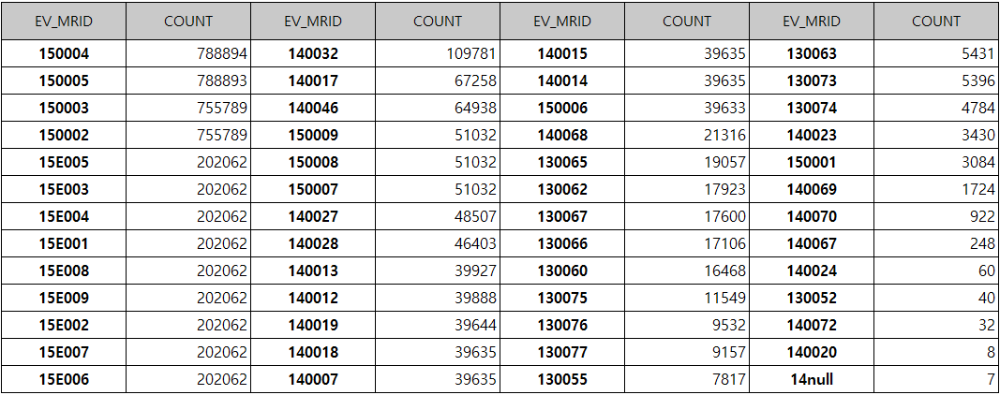 EV_MRID COUNT EV_MRID COUNT EV_MRID COUNT EV_MRID COUNT
150004 788894 140032 109781 140015 39635 130063 5431
150005 788893 140017 67258 140014 39635 130073 5396
150003 755789 140046 64938 150006 39633 130074 4784
150002 755789 150009 51032 140068 21316 140023 3430
15E005 202062 150008 51032 130065 19057 150001 3084
15E003 202062 150007 51032 130062 17923 140069 1724
15E004 202062 140027 48507 130067 17600 140070 922
15E001 202062 140028 46403 130066 17106 140067 248
15E008 202062 140013 39927 130060 16468 140024 60
15E009 202062 140012 39888 130075 11549 130052 40
15E002 202062 140019 39644 130076 9532 140072 32
15E007 202062 140018 39635 130077 9157 140020 8
15E006 202062 140007 39635 130055 7817 14null 7